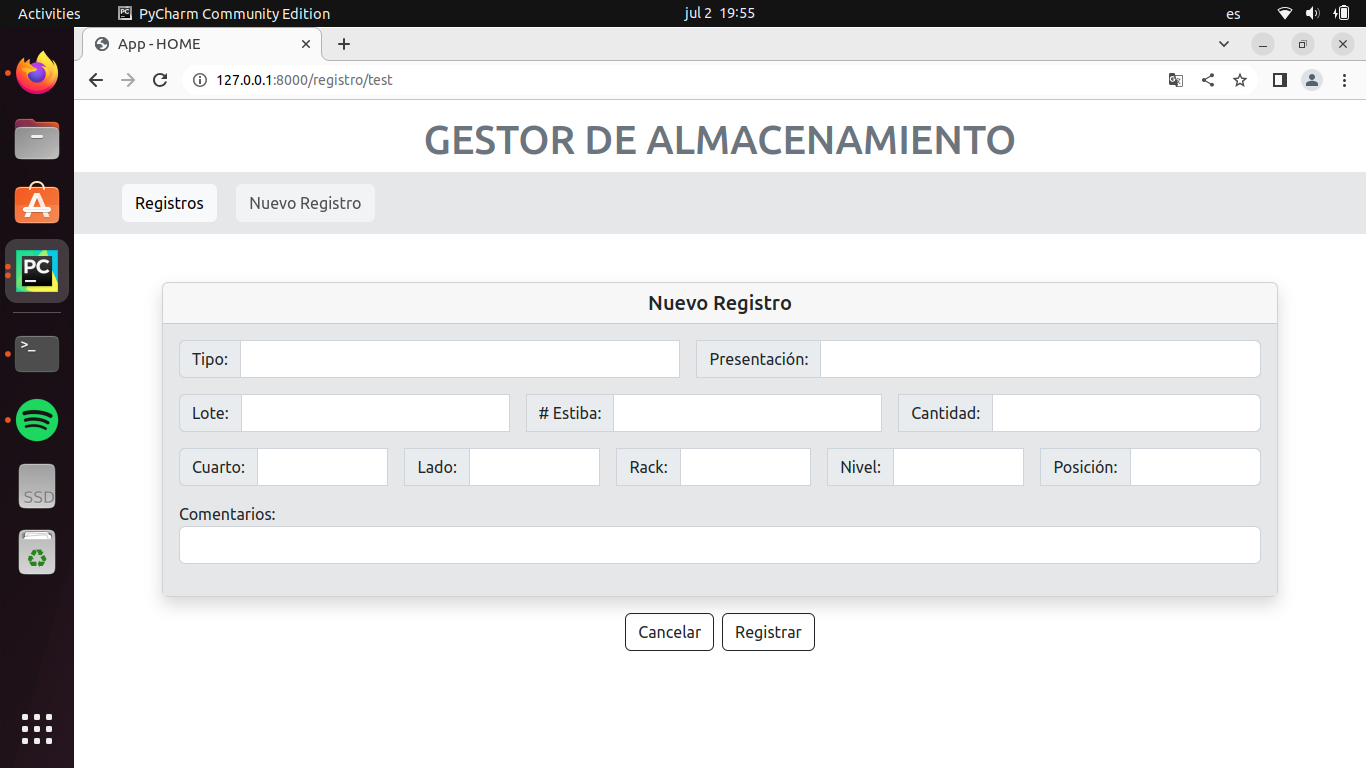 Activities PyCharm Community Edition jul 2 19:55 es
App - HOME
127.0.0.1:8000/registro/test
GESTOR DE ALMACENAMIENTO
Registros Nuevo Registro
Nuevo Registro
Tipo: Presentación:
Lote: # Estiba: Cantidad:
Cuarto: Lado: Rack: Nivel: Posición:
Comentarios:
Cancelar Registrar
PC
>_
SSD